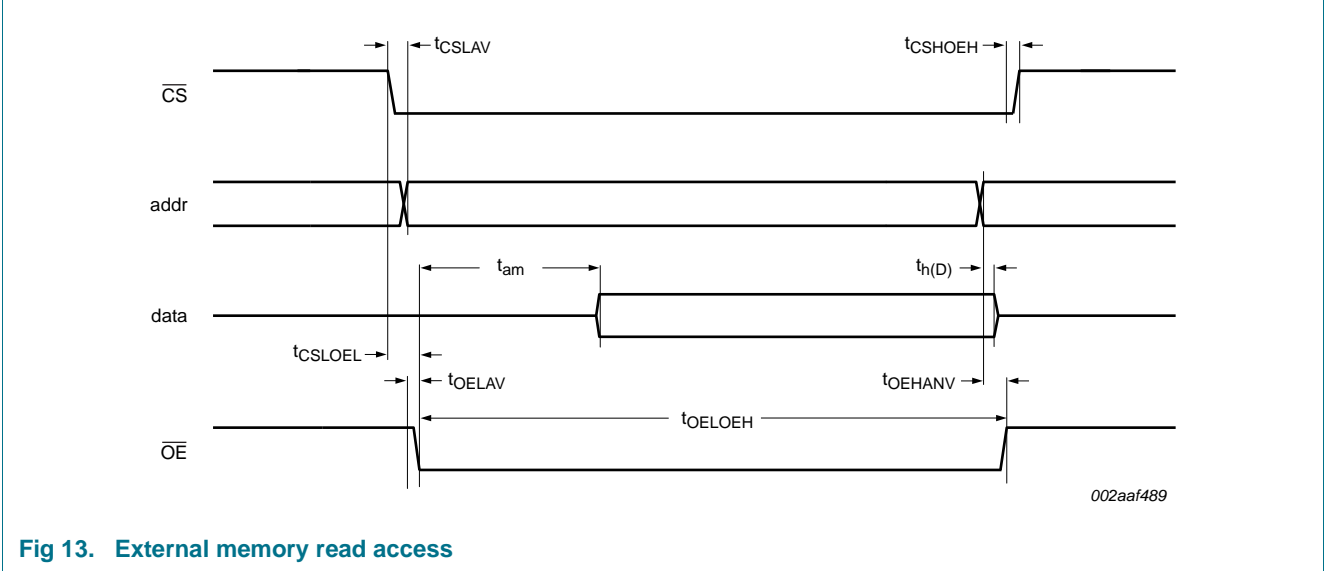 tCSLAV
tCSHOEH
CS
addr
tam
th(D)
data
tCSLOEL
tOELAV
tOEHANV
tOELOEH
OE
002aaf489
Fig 13. External memory read access